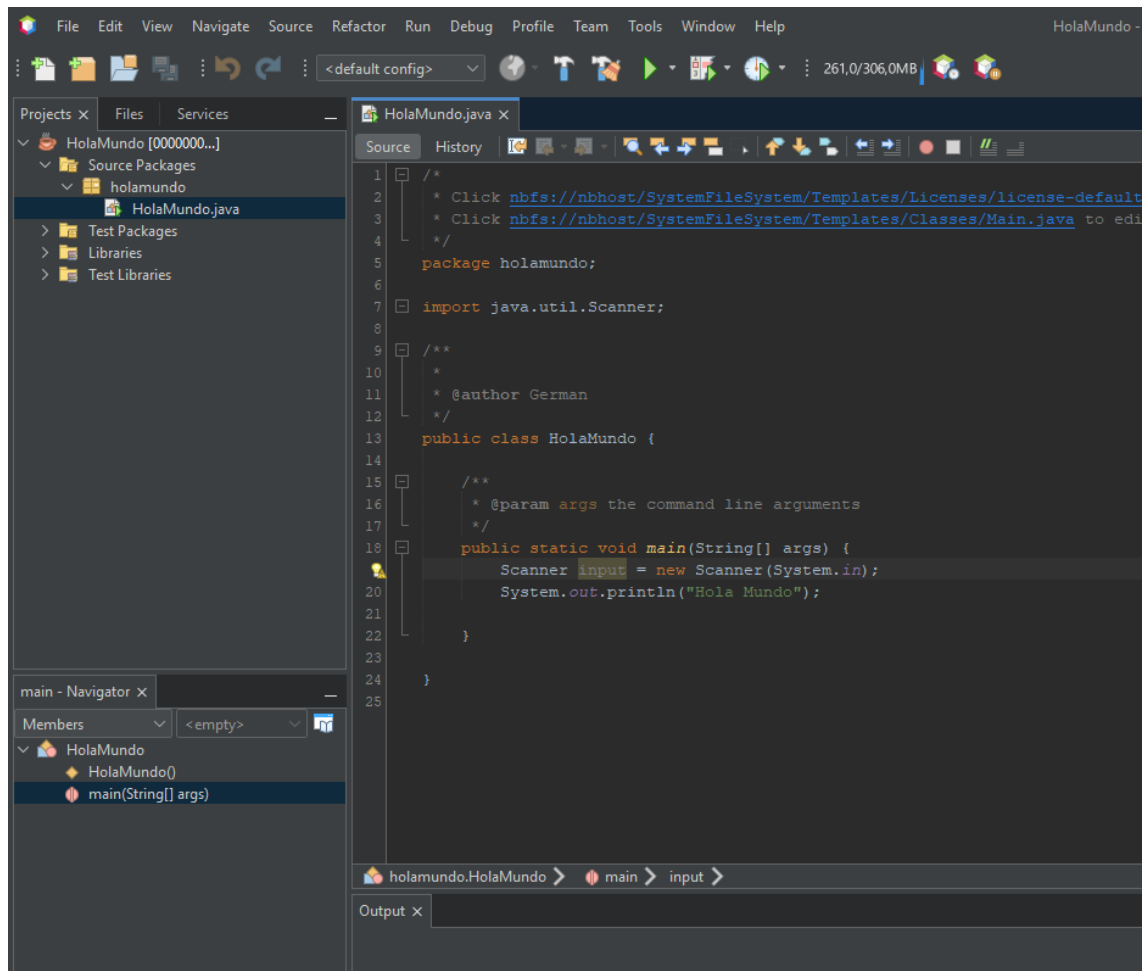 File Edit View Navigate Source Refactor Run Debug Profile Team Tools Window Help HolaMundo -
<default config> 261,0/306,0MB
Projects Files Services
HolaMundo [0000000...]
Source Packages
holamundo
HolaMundo.java
Test Packages
Libraries
Test Libraries
main - Navigator
Members <empty>
HolaMundo
HolaMundo()
main(String[] args)
HolaMundo.java
Source History
1 /*
2 * Click nbfs://nbhost/SystemFileSystem/Templates/Licenses/license-default
3 * Click nbfs://nbhost/SystemFileSystem/Templates/Classes/Main.java to edi
4 */
5 package holamundo;
6
7 import java.util.Scanner;
8
9 /**
10 *
11 * @author German
12 */
13 public class HolaMundo {
14
15 /**
16 * @param args the command line arguments
17 */
18 public static void main(String[] args) {
Scanner input = new Scanner(System.in);
20 System.out.println("Hola Mundo");
21
22 }
23
24 }
25
holamundo.HolaMundo main input
Output